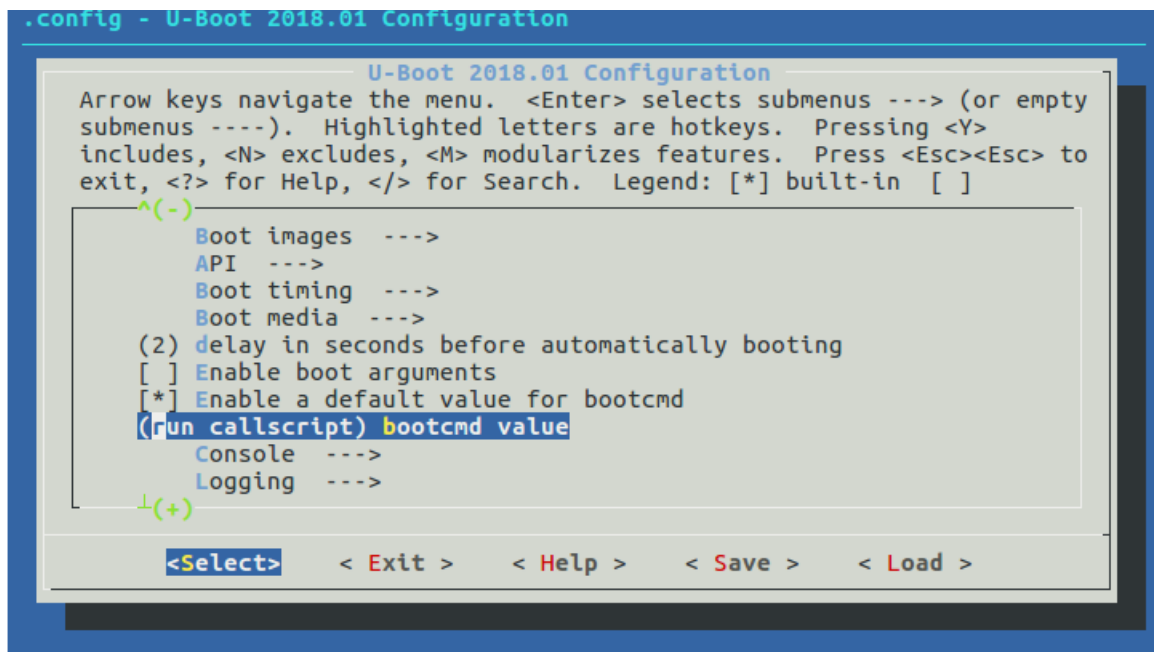 .config - U-Boot 2018.01 Configuration
U-Boot 2018.01 Configuration
Arrow keys navigate the menu.  <Enter> selects submenus ---> (or empty
submenus ----).  Highlighted letters are hotkeys.  Pressing <Y>
includes, <N> excludes, <M> modularizes features.  Press <Esc><Esc> to
exit, <?> for Help, </> for Search.  Legend: [*] built-in  [ ]
^(-)
Boot images  --->
API  --->
Boot timing  --->
Boot media  --->
(2) delay in seconds before automatically booting
[ ] Enable boot arguments
[*] Enable a default value for bootcmd
(run callscript) bootcmd value
Console  --->
Logging  --->
┴(+)
<Select>    < Exit >    < Help >    < Save >    < Load >